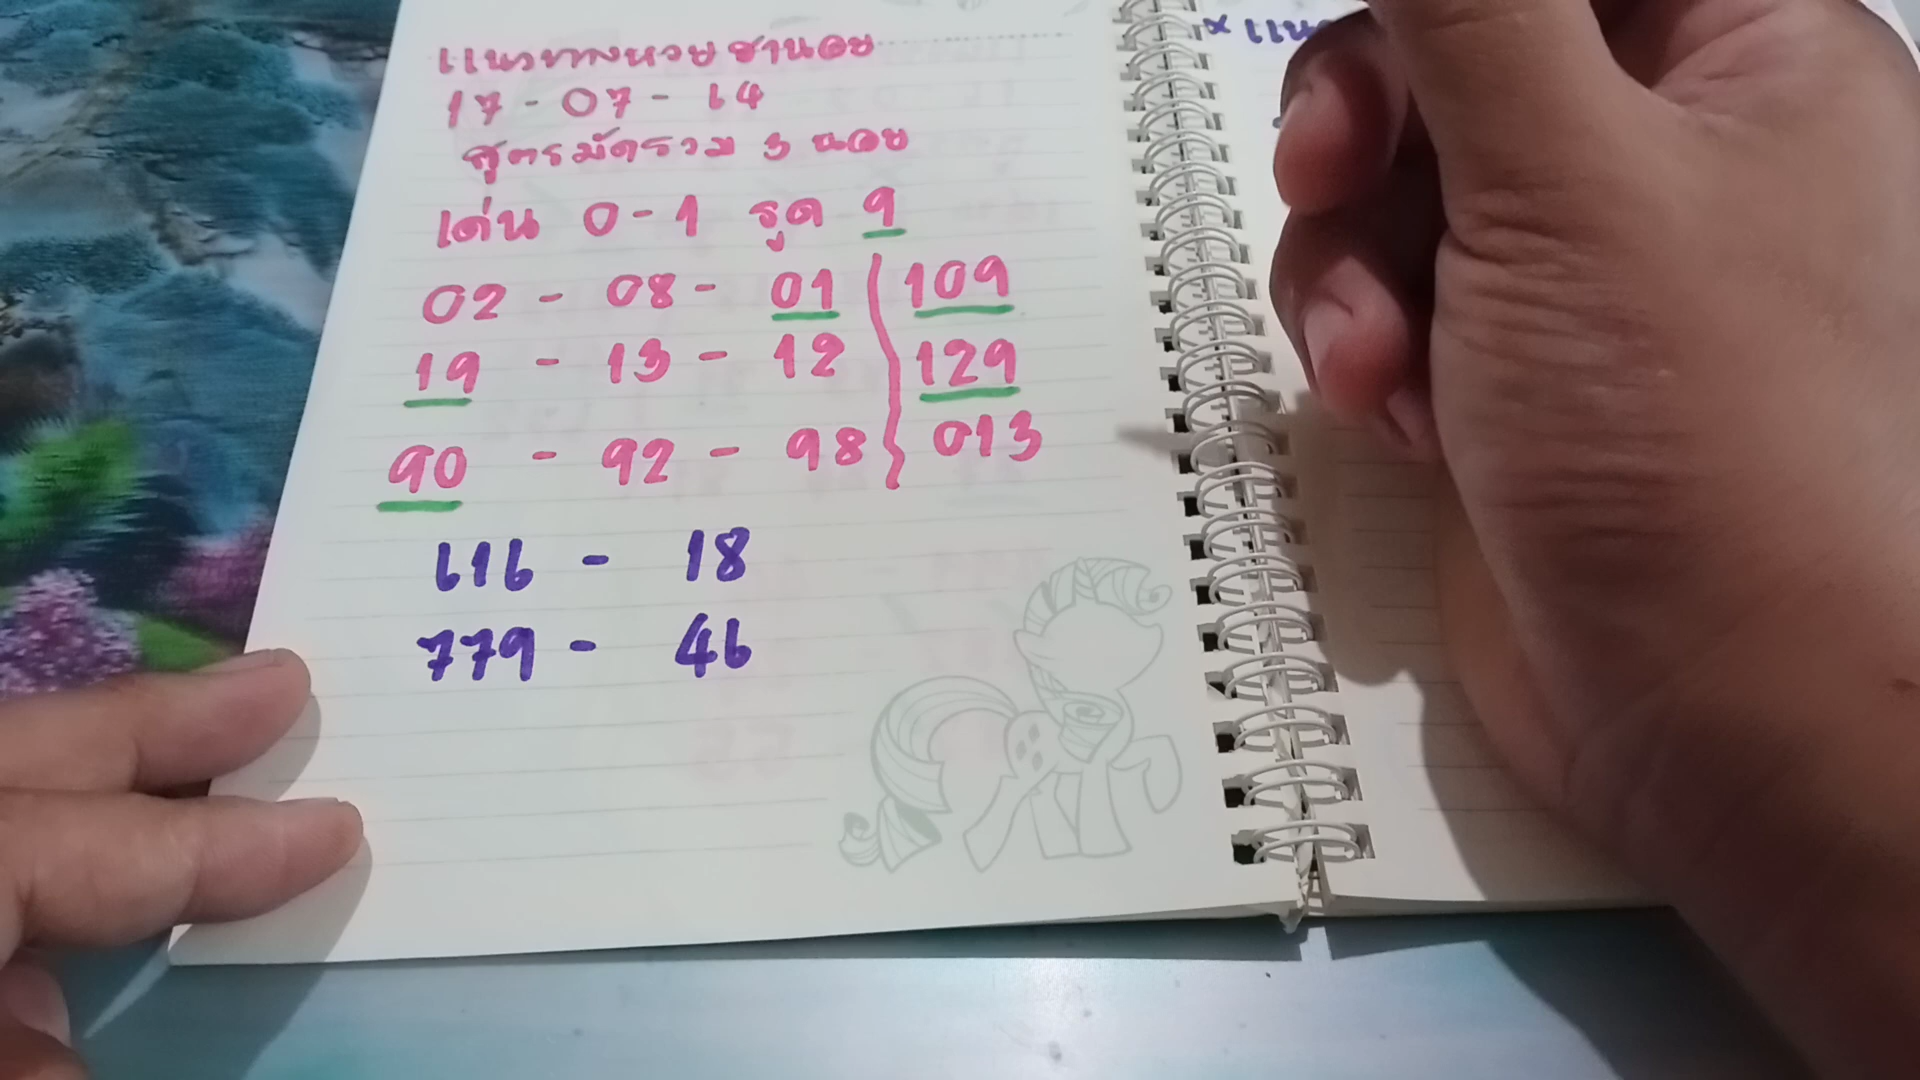 แนวทางหวยฮานอย
17 - 07 - 64
สูตรมัดรวม 3 นอย
เด่น 0 - 1 รูด 9
02 - 08 - 01 109
19 - 13 - 12 129
90 - 92 - 98 013
616 - 18
779 - 46